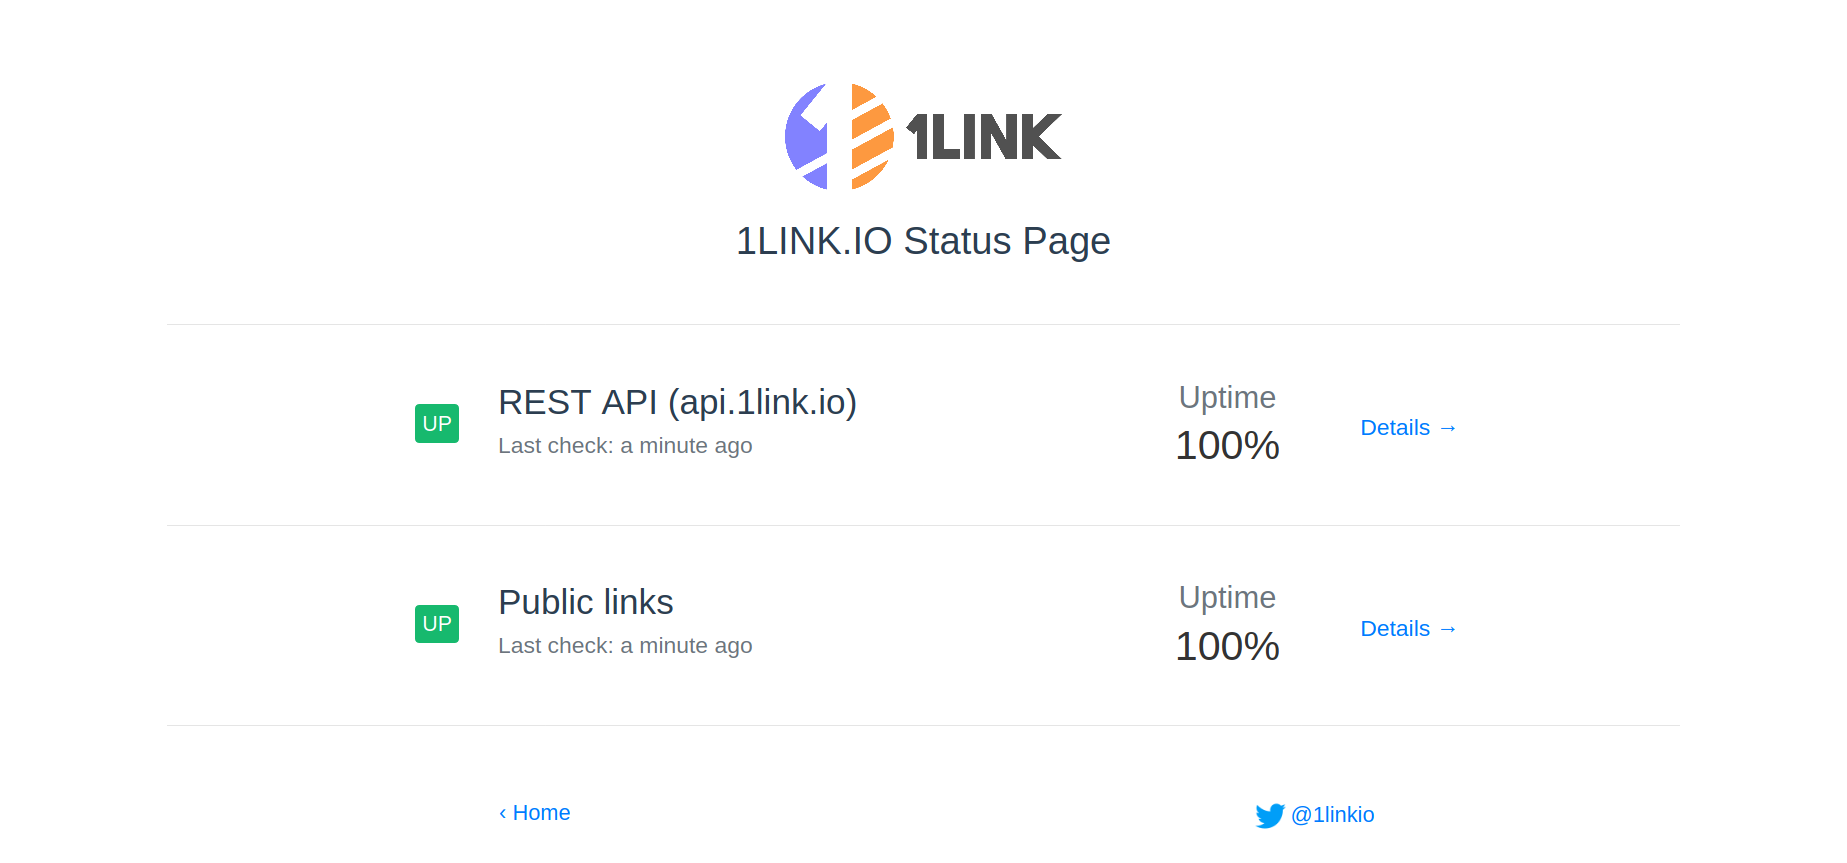 1LINK
1LINK.IO Status Page
UP
REST API (api.1link.io)
Last check: a minute ago
Uptime
100%
Details →
UP
Public links
Last check: a minute ago
Uptime
100%
Details →
‹ Home
@1linkio